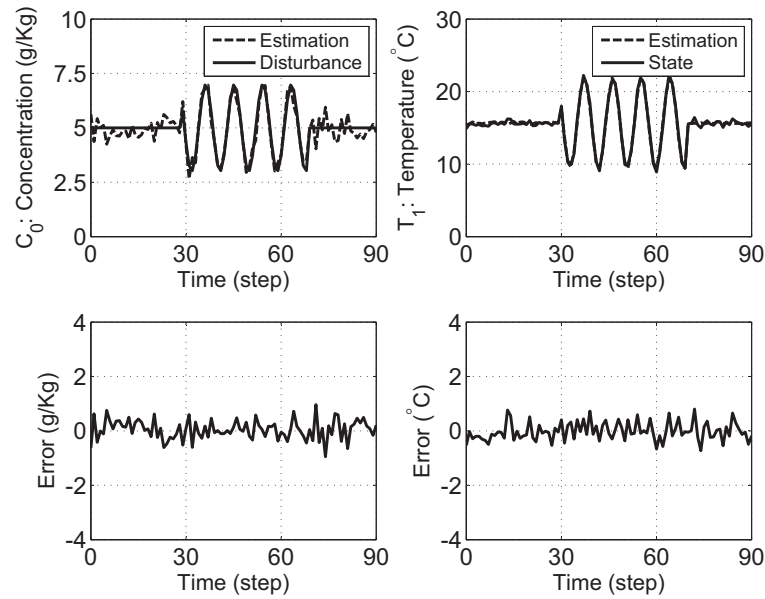 10
7.5
5
2.5
0
C0: Concentration (g/Kg)
Estimation
Disturbance
0 30 60 90
Time (step)
30
20
10
0
T1: Temperature (°C)
Estimation
State
0 30 60 90
Time (step)
4
2
0
-2
-4
Error (g/Kg)
0 30 60 90
Time (step)
4
2
0
-2
-4
Error (°C)
0 30 60 90
Time (step)